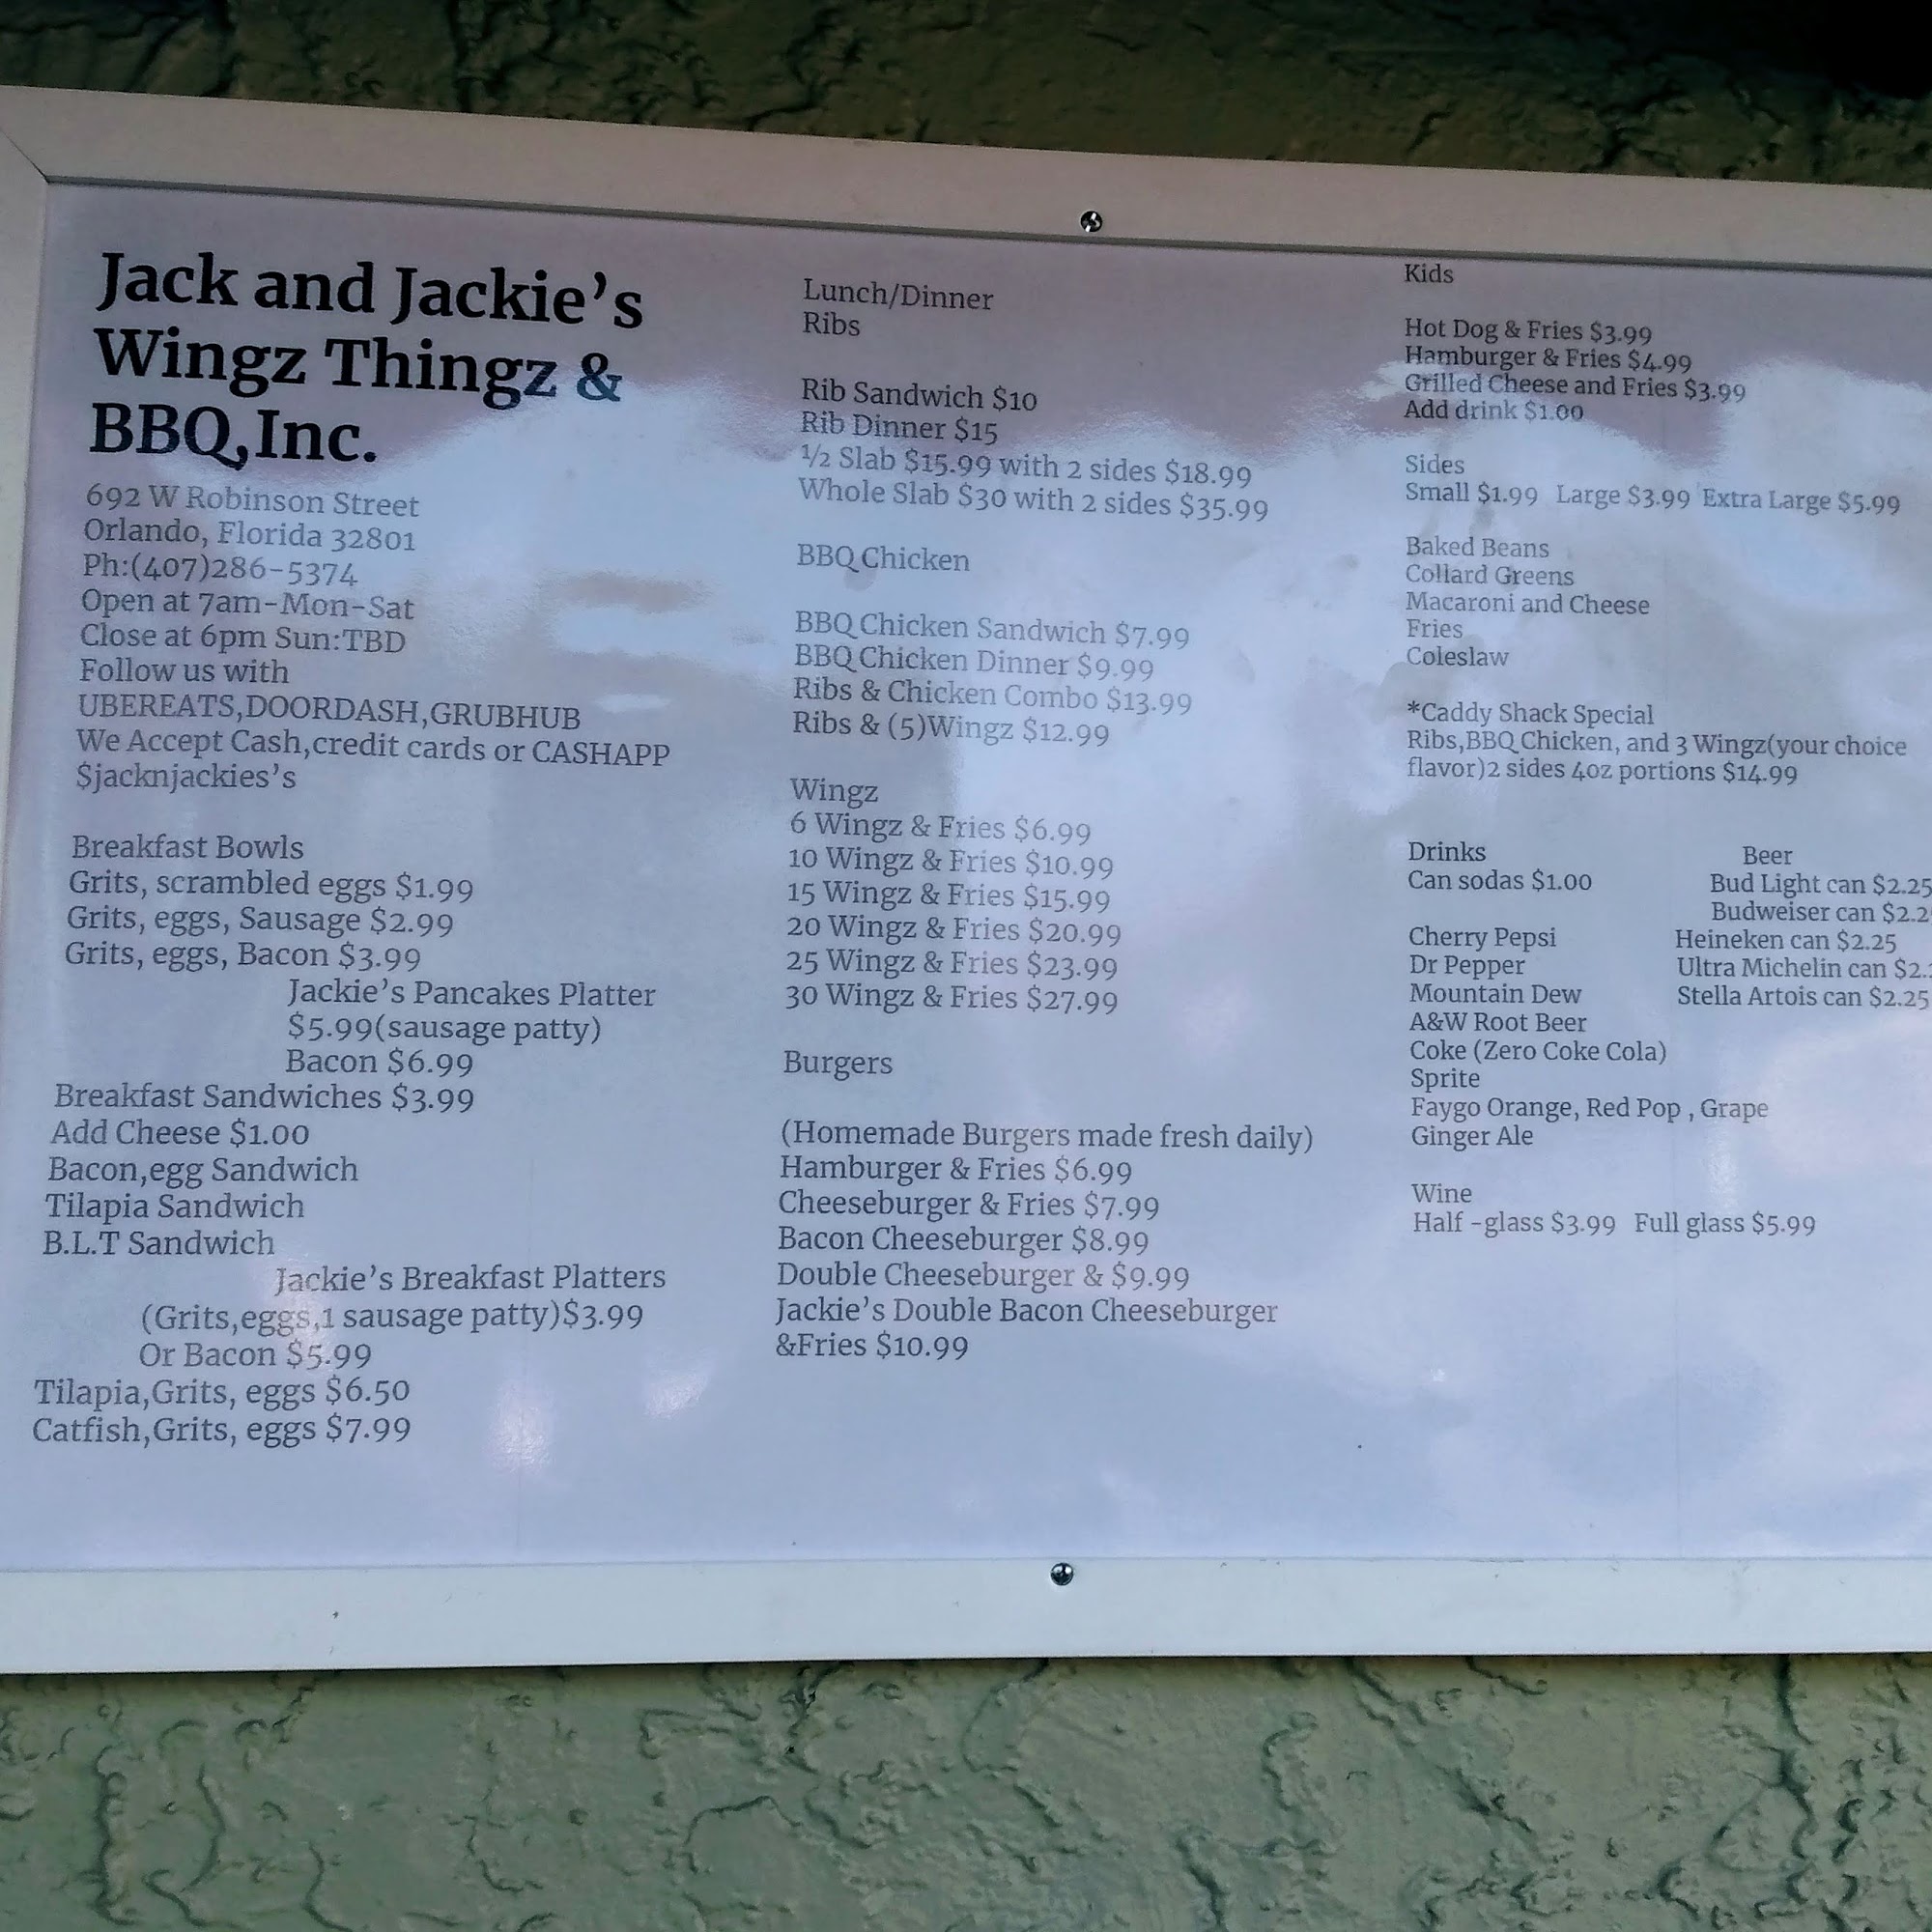 Jack and Jackie's
Wingz Thingz &
BBQ,Inc.
692 W Robinson Street
Orlando, Florida 32801
Ph:(407)286-5374
Open at 7am-Mon-Sat
Close at 6pm Sun:TBD
Follow us with
UBEREATS,DOORDASH,GRUBHUB
We Accept Cash,credit cards or CASHAPP
$jacknjackies's
Breakfast Bowls
Grits, scrambled eggs $1.99
Grits, eggs, Sausage $2.99
Grits, eggs, Bacon $3.99
Jackie's Pancakes Platter
$5.99(sausage patty)
Bacon $6.99
Breakfast Sandwiches $3.99
Add Cheese $1.00
Bacon,egg Sandwich
Tilapia Sandwich
B.L.T Sandwich
Jackie's Breakfast Platters
(Grits,eggs,1 sausage patty)$3.99
Or Bacon $5.99
Tilapia,Grits, eggs $6.50
Catfish,Grits, eggs $7.99
Lunch/Dinner
Ribs
Rib Sandwich $10
Rib Dinner $15
½ Slab $15.99 with 2 sides $18.99
Whole Slab $30 with 2 sides $35.99
BBQ Chicken
BBQ Chicken Sandwich $7.99
BBQ Chicken Dinner $9.99
Ribs & Chicken Combo $13.99
Ribs & (5)Wingz $12.99
Wingz
6 Wingz & Fries $6.99
10 Wingz & Fries $10.99
15 Wingz & Fries $15.99
20 Wingz & Fries $20.99
25 Wingz & Fries $23.99
30 Wingz & Fries $27.99
Burgers
(Homemade Burgers made fresh daily)
Hamburger & Fries $6.99
Cheeseburger & Fries $7.99
Bacon Cheeseburger $8.99
Double Cheeseburger & $9.99
Jackie's Double Bacon Cheeseburger
&Fries $10.99
Kids
Hot Dog & Fries $3.99
Hamburger & Fries $4.99
Grilled Cheese and Fries $3.99
Add drink $1.00
Sides
Small $1.99 Large $3.99 Extra Large $5.99
Baked Beans
Collard Greens
Macaroni and Cheese
Fries
Coleslaw
*Caddy Shack Special
Ribs,BBQ Chicken, and 3 Wingz(your choice
flavor)2 sides 4oz portions $14.99
Drinks
Can sodas $1.00
Cherry Pepsi
Dr Pepper
Mountain Dew
A&W Root Beer
Coke (Zero Coke Cola)
Sprite
Faygo Orange, Red Pop , Grape
Ginger Ale
Beer
Bud Light can $2.25
Budweiser can
Heineken can $2.25
Ultra Michelin can
Stella Artois can $2.25
Wine
Half -glass $3.99 Full glass $5.99